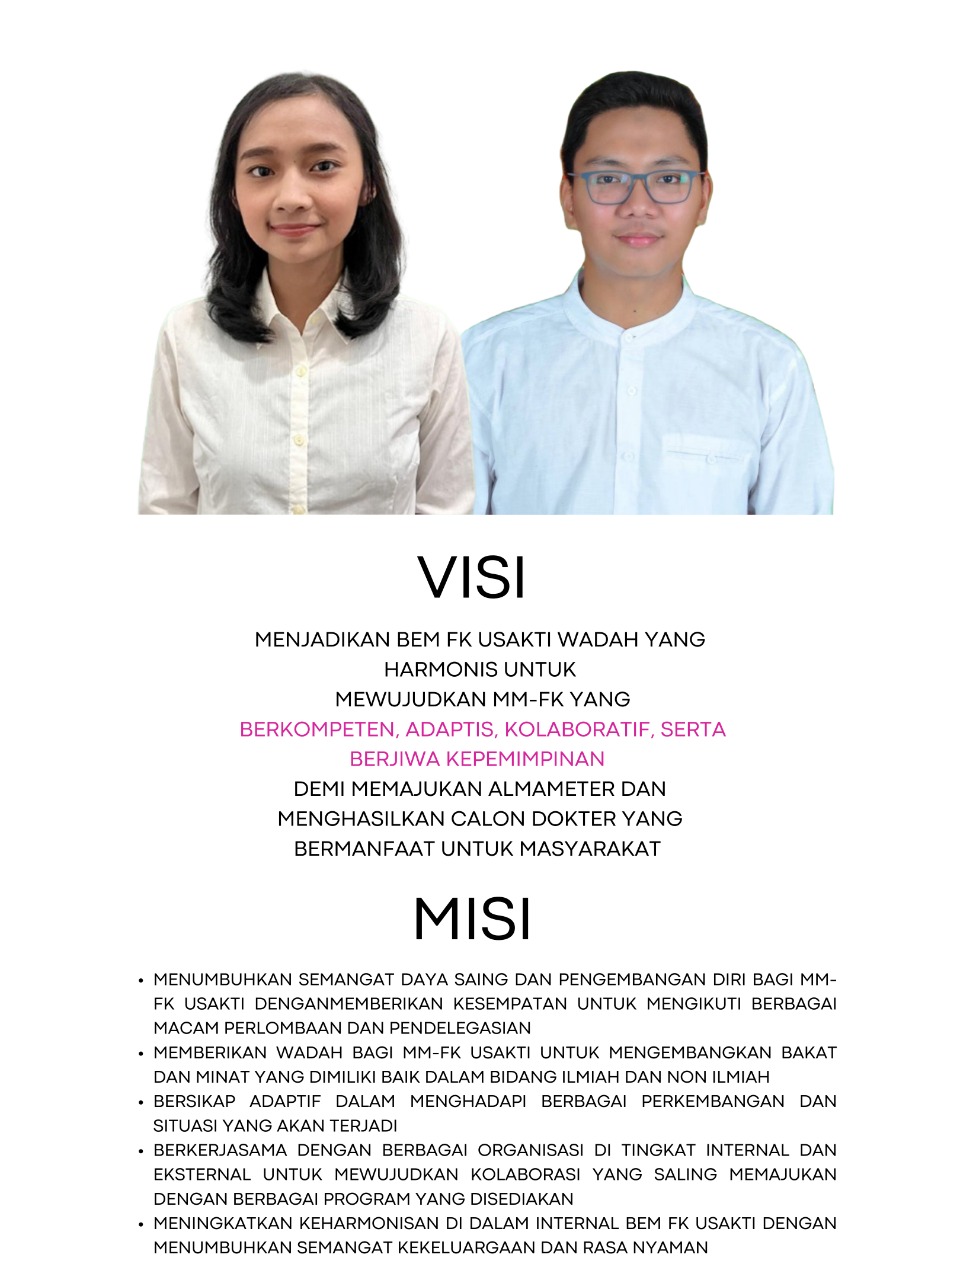 VISI
MENJADIKAN BEM FK USAKTI WADAH YANG
HARMONIS UNTUK
MEWUJUDKAN MM-FK YANG
BERKOMPETEN, ADAPTIS, KOLABORATIF, SERTA
BERJIWA KEPEMIMPINAN
DEMI MEMAJUKAN ALMAMETER DAN
MENGHASILKAN CALON DOKTER YANG
BERMANFAAT UNTUK MASYARAKAT
MISI
• MENUMBUHKAN SEMANGAT DAYA SAING DAN PENGEMBANGAN DIRI BAGI MM-
FK USAKTI DENGANMEMBERIKAN KESEMPATAN UNTUK MENGIKUTI BERBAGAI
MACAM PERLOMBAAN DAN PENDELEGASIAN
• MEMBERIKAN WADAH BAGI MM-FK USAKTI UNTUK MENGEMBANGKAN BAKAT
DAN MINAT YANG DIMILIKI BAIK DALAM BIDANG ILMIAH DAN NON ILMIAH
• BERSIKAP ADAPTIF DALAM MENGHADAPI BERBAGAI PERKEMBANGAN DAN
SITUASI YANG AKAN TERJADI
• BERKERJASAMA DENGAN BERBAGAI ORGANISASI DI TINGKAT INTERNAL DAN
EKSTERNAL UNTUK MEWUJUDKAN KOLABORASI YANG SALING MEMAJUKAN
DENGAN BERBAGAI PROGRAM YANG DISEDIAKAN
• MENINGKATKAN KEHARMONISAN DI DALAM INTERNAL BEM FK USAKTI DENGAN
MENUMBUHKAN SEMANGAT KEKELUARGAAN DAN RASA NYAMAN